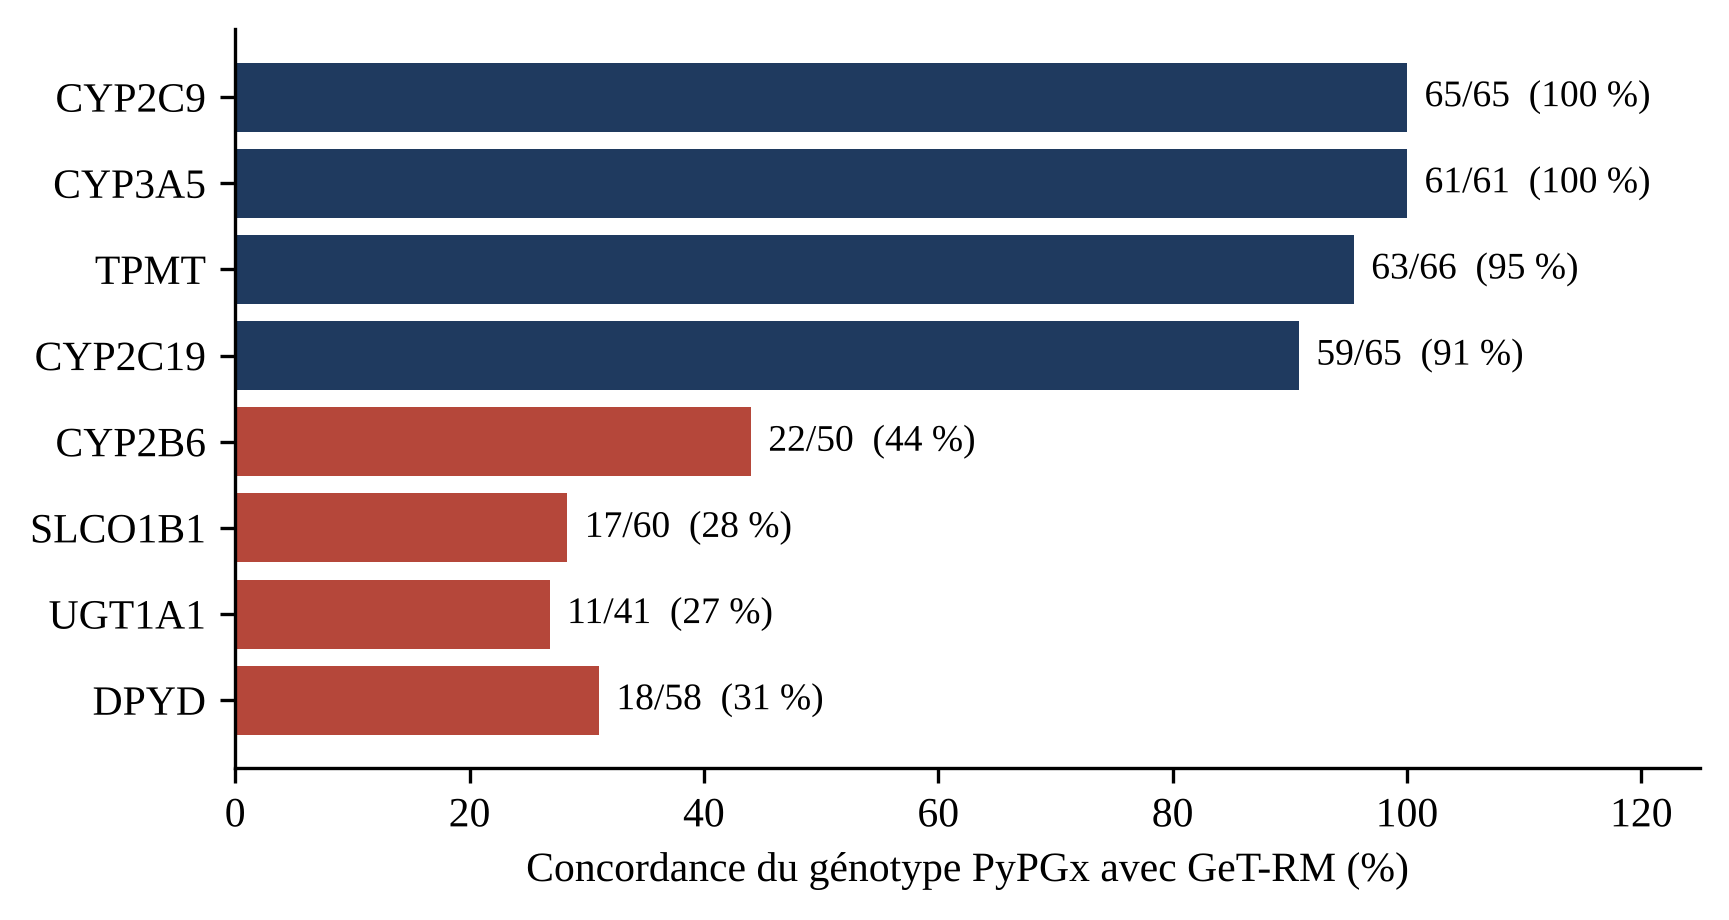 CYP2C9 65/65 (100 %)
CYP3A5 61/61 (100 %)
TPMT 63/66 (95 %)
CYP2C19 59/65 (91 %)
CYP2B6 22/50 (44 %)
SLCO1B1 17/60 (28 %)
UGT1A1 11/41 (27 %)
DPYD 18/58 (31 %)
0 20 40 60 80 100 120
Concordance du génotype PyPGx avec GeT-RM (%)